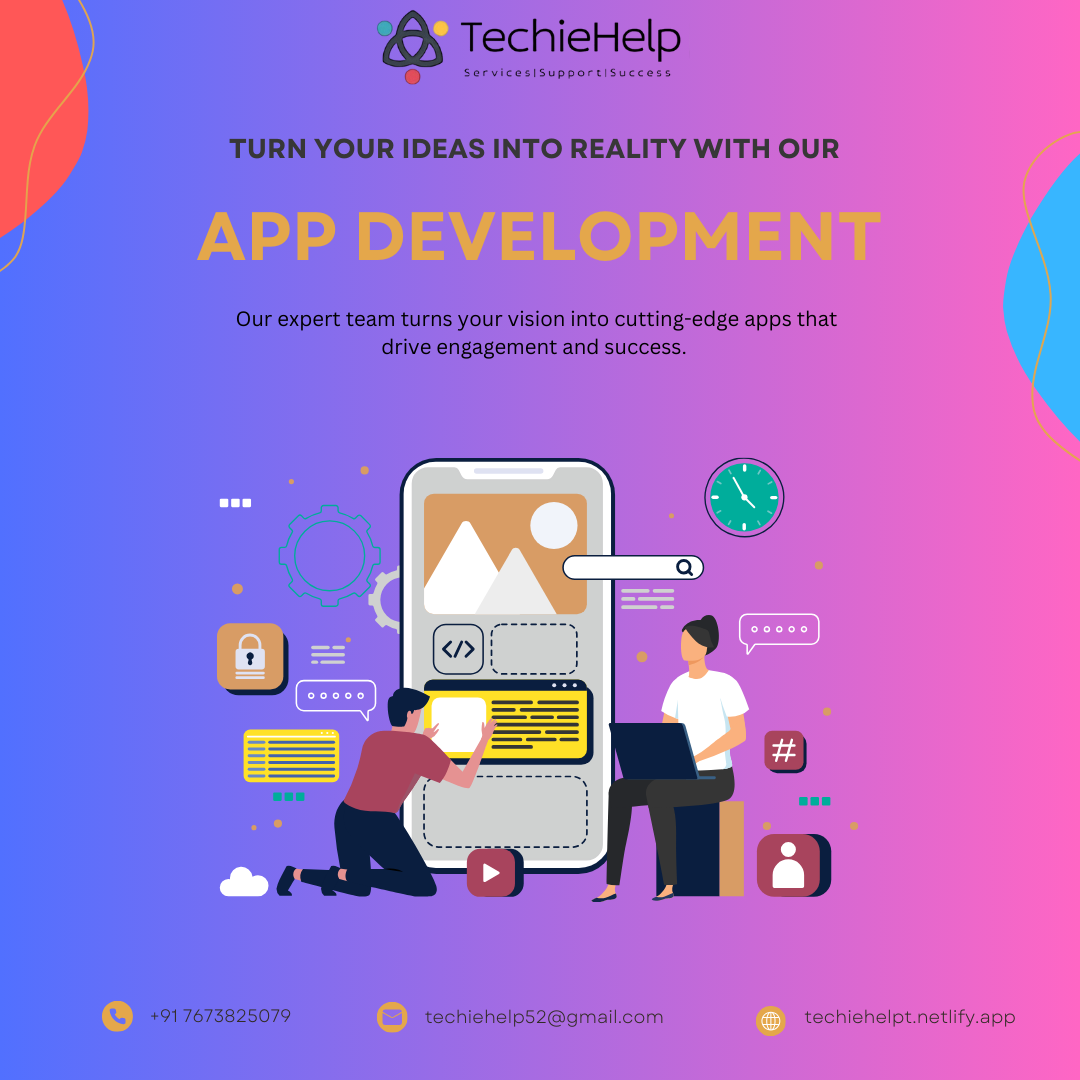 TechieHelp
Services|Support|Success
TURN YOUR IDEAS INTO REALITY WITH OUR
APP DEVELOPMENT
Our expert team turns your vision into cutting-edge apps that
drive engagement and success.
</>
#
+91 7673825079
techiehelp52@gmail.com
techiehelpt.netlify.app